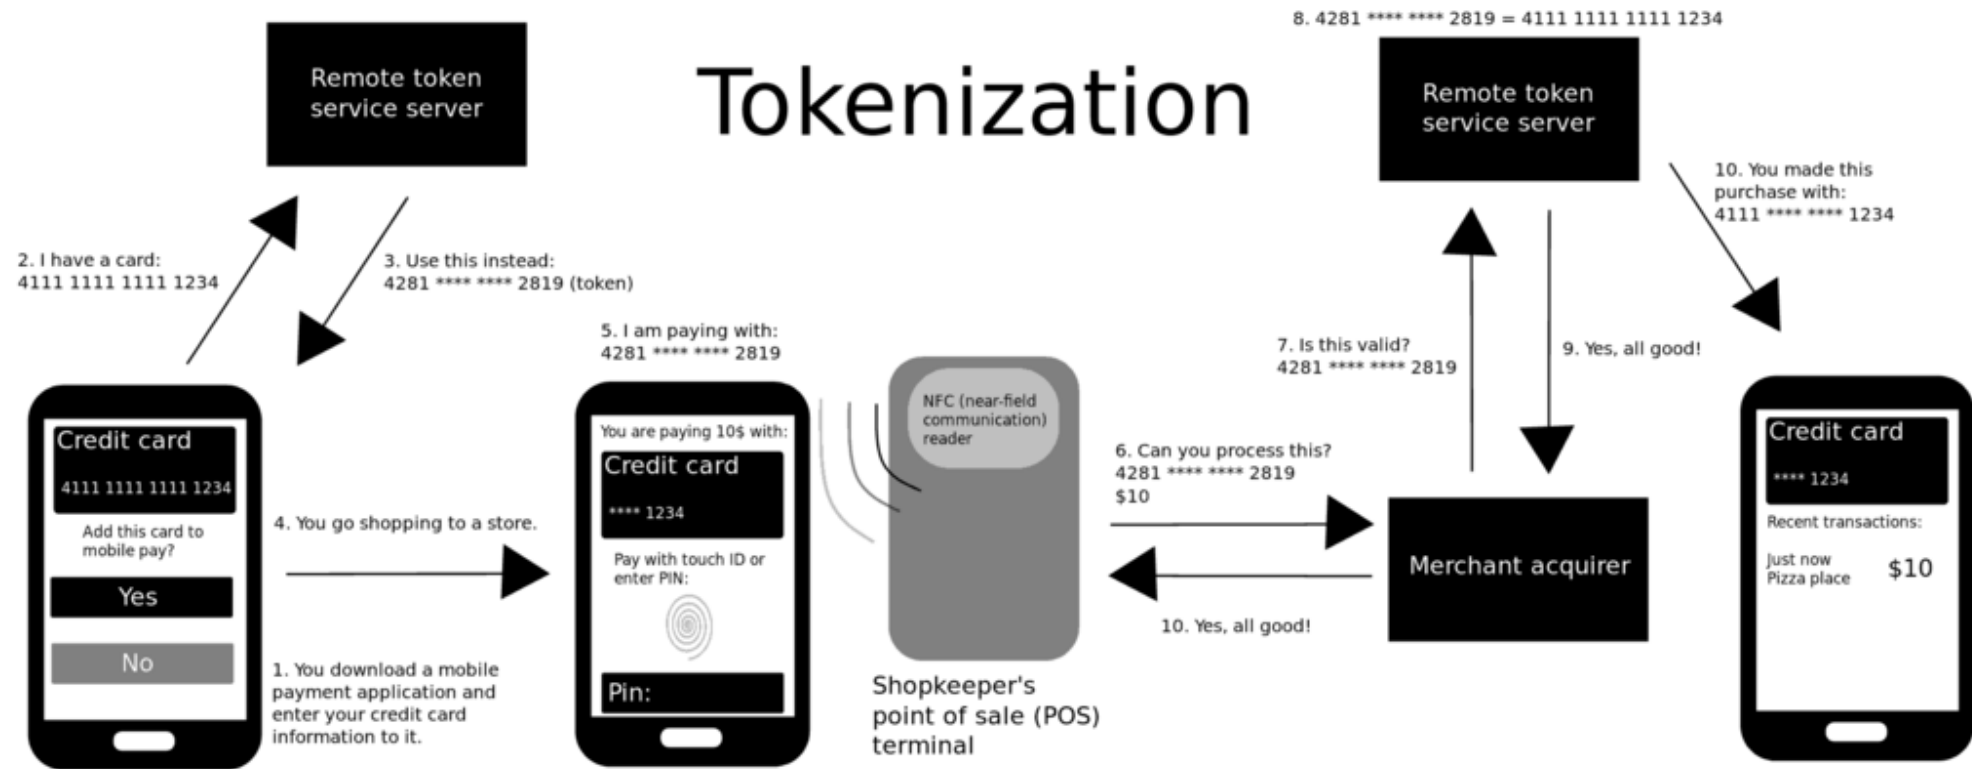 Tokenization
Remote token
service server
2. I have a card:
4111 1111 1111 1234
3. Use this instead:
4281 **** **** 2819 (token)
Credit card
4111 1111 1111 1234
Add this card to
mobile pay?
Yes
No
1. You download a mobile
payment application and
enter your credit card
information to it.
4. You go shopping to a store.
5. I am paying with:
4281 **** **** 2819
You are paying 10$ with:
Credit card
**** 1234
Pay with touch ID or
enter PIN:
Pin:
NFC (near-field
communication)
reader
Shopkeeper's
point of sale (POS)
terminal
6. Can you process this?
4281 **** **** 2819
$10
10. Yes, all good!
Merchant acquirer
7. Is this valid?
4281 **** **** 2819
9. Yes, all good!
8. 4281 **** **** 2819 = 4111 1111 1111 1234
Remote token
service server
10. You made this
purchase with:
4111 **** **** 1234
Credit card
**** 1234
Recent transactions:
Just now
Pizza place
$10